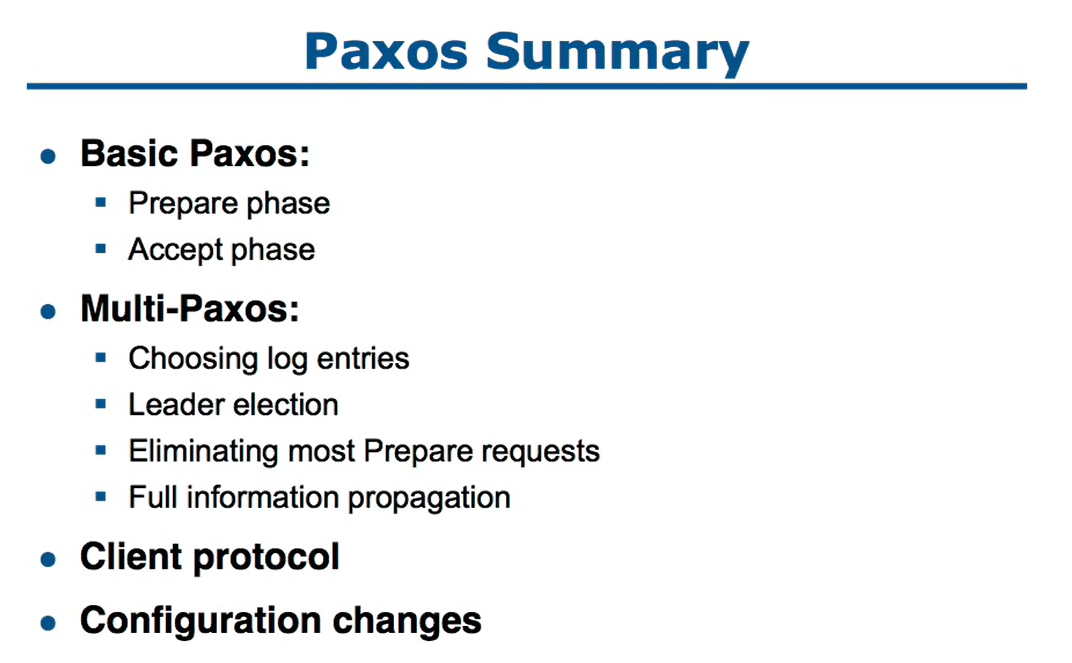 Paxos Summary
Basic Paxos:
Prepare phase
Accept phase
Multi-Paxos:
Choosing log entries
Leader election
Eliminating most Prepare requests
Full information propagation
Client protocol
Configuration changes